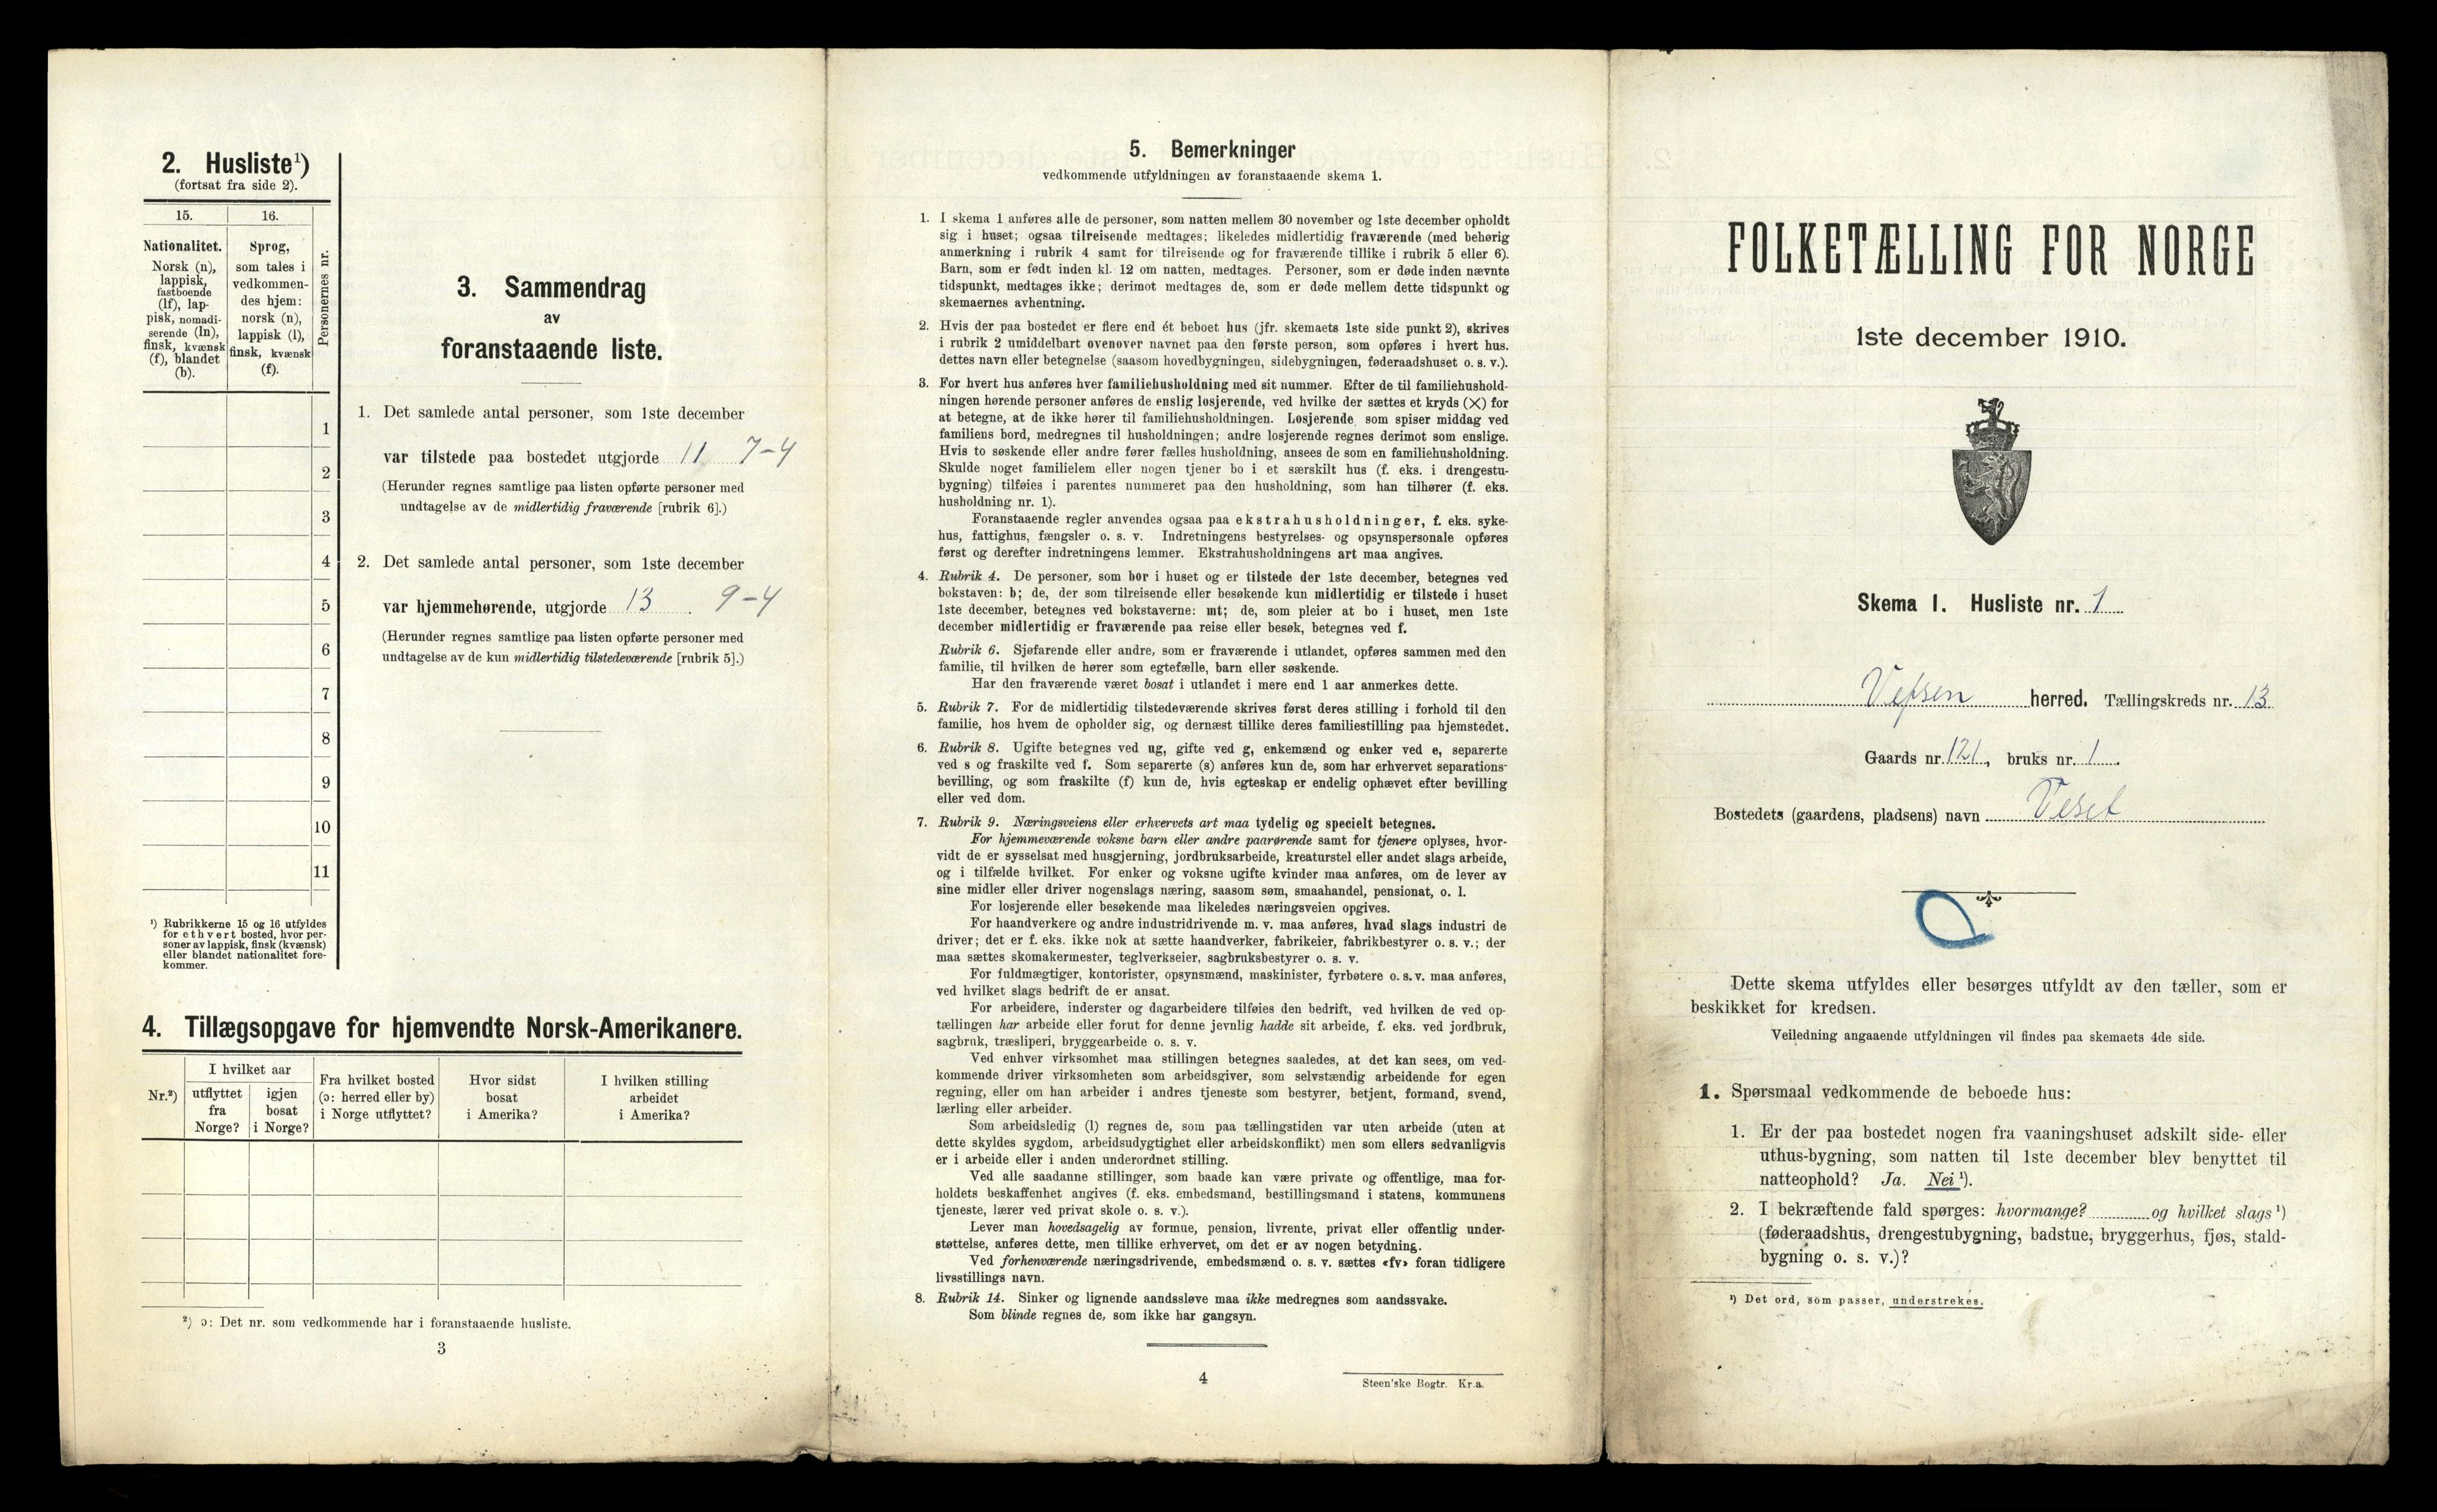 2. Husliste¹)
(fortsat fra side 2).
15.
16.
Personernes nr.
Nationalitet.
Norsk (n),
lappisk,
fastboende
(lf), lap-
pisk, nomadi-
serende (ln),
finsk, kvænsk
(f), blandet
(b).
Sprog,
som tales i
vedkommen-
des hjem:
norsk (n),
lappisk (l),
finsk, kvænsk
(f).
1
2
3
4
5
6
7
8
9
10
11
¹) Rubrikkerne 15 og 16 utfyldes
for ethvert bosted, hvor per-
soner av lappisk, finsk (kvænsk)
eller blandet nationalitet fore-
kommer.
3. Sammendrag
av
foranstaaende liste.
1. Det samlede antal personer, som 1ste december
var tilstede paa bostedet utgjorde 11 7-4
(Herunder regnes samtlige paa listen opførte personer med
undtagelse av de midlertidig fraværende [rubrik 6].)
2. Det samlede antal personer, som 1ste december
var hjemmehørende, utgjorde 13. 9-4
(Herunder regnes samtlige paa listen opførte personer med
undtagelse av de kun midlertidig tilstedeværende [rubrik 5].)
4. Tillægsopgave for hjemvendte Norsk-Amerikanere.
Nr.²)
I hvilket aar
utflyttet
fra
Norge?
igjen
bosat
i Norge?
Fra hvilket bosted
(ɔ: herred eller by)
i Norge utflyttet?
Hvor sidst
bosat
i Amerika?
I hvilken stilling
arbeidet
i Amerika?
²) ɔ: Det nr. som vedkommende har i foranstaaende husliste.
3
5. Bemerkninger
vedkommende utfyldningen av foranstaaende skema 1.
1. I skema 1 anføres alle de personer, som natten mellem 30 november og 1ste december opholdt
sig i huset; ogsaa tilreisende medtages; likeledes midlertidig fraværende (med behørig
anmerkning i rubrik 4 samt for tilreisende og for fraværende tillike i rubrik 5 eller 6).
Barn, som er født inden kl. 12 om natten, medtages. Personer, som er døde inden nævnte
tidspunkt, medtages ikke; derimot medtages de, som er døde mellem dette tidspunkt og
skemaernes avhentning.
2. Hvis der paa bostedet er flere end ét beboet hus (jfr. skemaets 1ste side punkt 2), skrives
i rubrik 2 umiddelbart ovenover navnet paa den første person, som opføres i hvert hus.
dettes navn eller betegnelse (saasom hovedbygningen, sidebygningen, føderaadshuset o. s. v.).
3. For hvert hus anføres hver familiehusholdning med sit nummer. Efter de til familiehushold-
ningen hørende personer anføres de enslig losjerende, ved hvilke der sættes et kryds (×) for
at betegne, at de ikke hører til familiehusholdningen. Losjerende som spiser middag ved
familiens bord, medregnes til husholdningen; andre losjerende regnes derimot som enslige.
Hvis to søskende eller andre fører fælles husholdning, ansees de som en familiehusholdning.
Skulde noget familielem eller nogen tjener bo i et særskilt hus (f. eks. i drengestu-
bygning) tilføies i parentes nummeret paa den husholdning, som han tilhører (f. eks.
husholdning nr. 1).
Foranstaaende regler anvendes ogsaa paa ekstrahusholdninger, f. eks. syke-
hus, fattighus, fængsler o. s. v. Indretningens bestyrelses- og opsynspersonale opføres
først og derefter indretningens lemmer. Ekstrahusholdningens art maa angives.
4. Rubrik 4. De personer, som bor i huset og er tilstede der 1ste december, betegnes ved
bokstaven: b; de, der som tilreisende eller besøkende kun midlertidig er tilstede i huset
1ste december, betegnes ved bokstaverne: mt; de, som pleier at bo i huset, men 1ste
december midlertidig er fraværende paa reise eller besøk, betegnes ved f.
Rubrik 6. Sjøfarende eller andre, som er fraværende i utlandet, opføres sammen med den
familie, til hvilken de hører som egtefælle, barn eller søskende.
Har den fraværende været bosat i utlandet i mere end 1 aar anmerkes dette.
5. Rubrik 7. For de midlertidig tilstedeværende skrives først deres stilling i forhold til den
familie, hos hvem de opholder sig, og dernæst tillike deres familiestilling paa hjemstedet.
6. Rubrik 8. Ugifte betegnes ved ug, gifte ved g, enkemænd og enker ved e, separerte
ved s og fraskilte ved f. Som separerte (s) anføres kun de, som har erhvervet separations-
bevilling, og som fraskilte (f) kun de, hvis egteskap er endelig ophævet efter bevilling
eller ved dom.
7. Rubrik 9. Næringsveiens eller erhvervets art maa tydelig og specielt betegnes.
For hjemmeværende voksne barn eller andre paarørende samt for tjenere oplyses, hvor-
vidt de er sysselsat med husgjerning, jordbruksarbeide, kreaturstel eller andet slags arbeide,
og i tilfælde hvilket. For enker og voksne ugifte kvinder maa anføres, om de lever av
sine midler eller driver nogenslags næring, saasom søm, smaahandel, pensionat, o. l.
For losjerende eller besøkende maa likeledes næringsveien opgives.
For haandverkere og andre industridrivende m. v. maa anføres, hvad slags industri de
driver; det er f. eks. ikke nok at sætte haandverker, fabrikeier, fabrikbestyrer o. s. v.; der
maa sættes skomakermester, teglverkseier, sagbruksbestyrer o. s. v.
For fuldmægtiger, kontorister, opsynsmænd, maskinister, fyrbøtere o. s. v. maa anføres,
ved hvilket slags bedrift de er ansat.
For arbeidere, inderster og dagarbeidere tilføies den bedrift, ved hvilken de ved op-
tællingen har arbeide eller forut for denne jevnlig hadde sit arbeide, f. eks. ved jordbruk,
sagbruk, træsliperi, bryggearbeide o. s. v.
Ved enhver virksomhet maa stillingen betegnes saaledes, at det kan sees, om ved-
kommende driver virksomheten som arbeidsgiver, som selvstændig arbeidende for egen
regning, eller om han arbeider i andres tjeneste som bestyrer, betjent, formand, svend,
lærling eller arbeider.
Som arbeidsledig (l) regnes de, som paa tællingstiden var uten arbeide (uten at
dette skyldes sygdom, arbeidsudygtighet eller arbeidskonflikt) men som ellers sedvanligvis
er i arbeide eller i anden underordnet stilling.
Ved alle saadanne stillinger, som baade kan være private og offentlige, maa for-
holdets beskaffenhet angives (f. eks. embedsmand, bestillingsmand i statens, kommunens
tjeneste, lærer ved privat skole o. s. v.).
Lever man hovedsagelig av formue, pension, livrente, privat eller offentlig under-
støttelse, anføres dette, men tillike erhvervet, om det er av nogen betydning.
Ved forhenværende næringsdrivende, embedsmænd o. s. v. sættes «fv» foran tidligere
livsstillings navn.
8. Rubrik 14. Sinker og lignende aandssløve maa ikke medregnes som aandssvake.
Som blinde regnes de, som ikke har gangsyn.
4
Steen'ske Bogtr. Kr.a.
FOLKETÆLLING FOR NORGE
1ste december 1910.
Skema 1. Husliste nr. 1
Vefsen herred. Tællingskreds nr. 13
Gaards nr. 121, bruks nr. 1.
Bostedets (gaardens, pladsens) navn Veset
Dette skema utfyldes eller besørges utfyldt av den tæller, som er
beskikket for kredsen.
Veiledning angaaende utfyldningen vil findes paa skemaets 4de side.
1. Spørsmaal vedkommende de beboede hus:
1. Er der paa bostedet nogen fra vaaningshuset adskilt side- eller
uthus-bygning, som natten til 1ste december blev benyttet til
natteophold? Ja. Nei ¹).
2. I bekræftende fald spørges: hvormange? og hvilket slags ¹)
(føderaadshus, drengestubygning, badstue, bryggerhus, fjøs, stald-
bygning o. s. v.)?
¹) Det ord, som passer, understrekes.